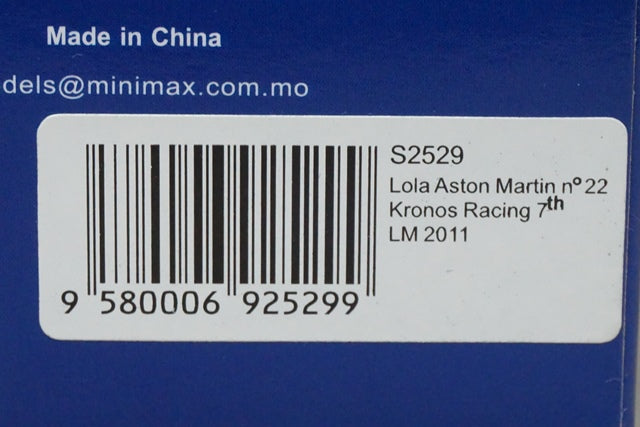 Made in China
dels@minimax.com.mo
S2529
Lola Aston Martin nº 22
Kronos Racing 7th
LM 2011
9 580006 925299